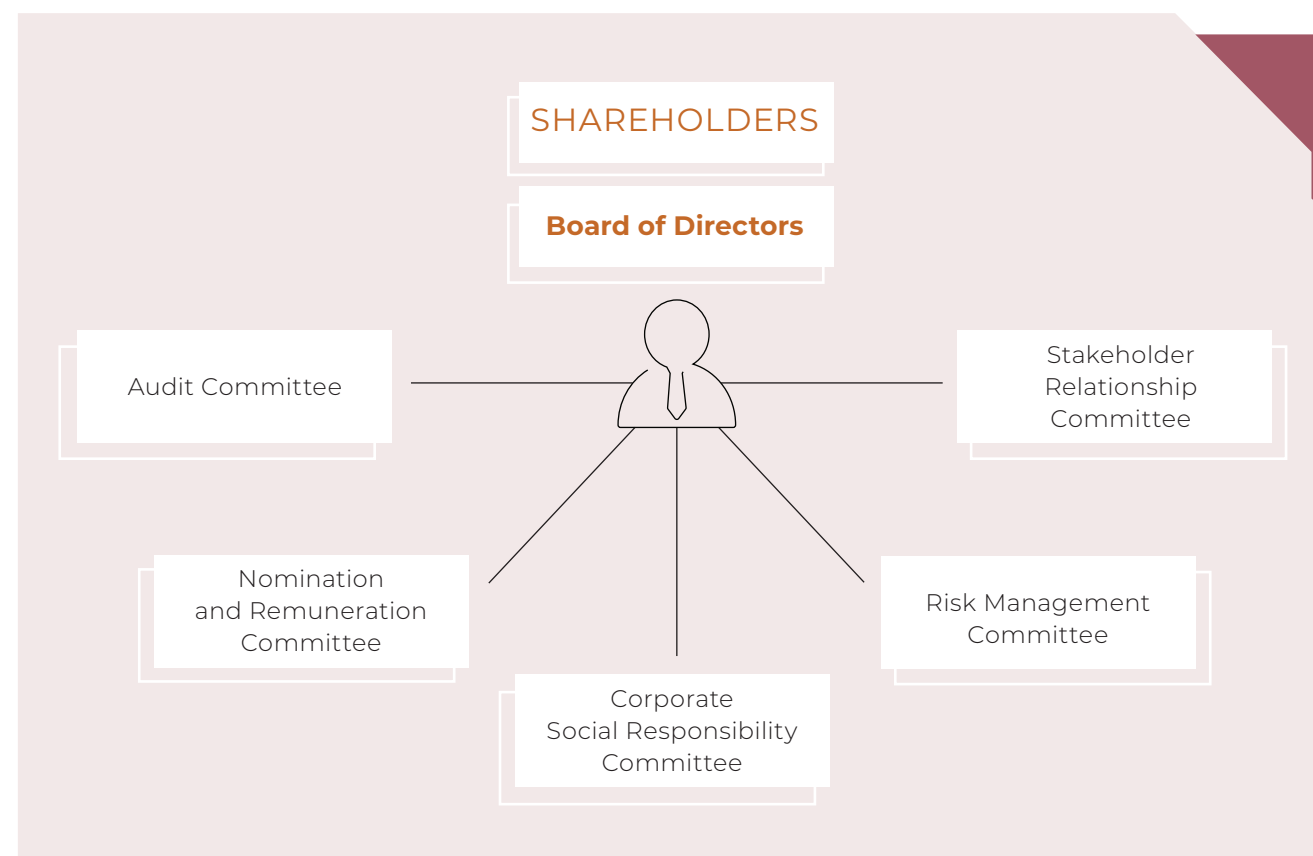 SHAREHOLDERS
Board of Directors
Audit Committee
Stakeholder
Relationship
Committee
Nomination
and Remuneration
Committee
Risk Management
Committee
Corporate
Social Responsibility
Committee